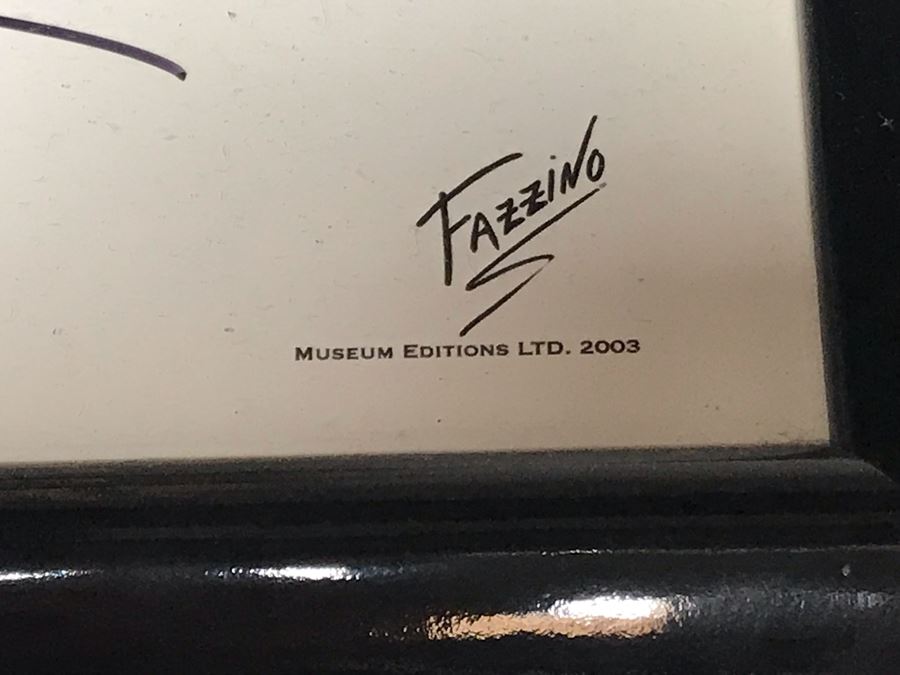 FAZZINO
MUSEUM EDITIONS LTD. 2003